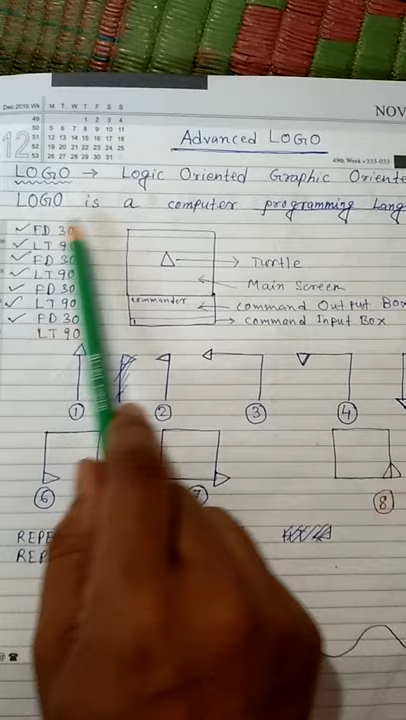 Dec 2016 Wk M T W T F S S
49 1 2 3 4
50 5 6 7 8 9 10 11
51 12 13 14 15 16 17 18
52 19 20 21 22 23 24 25
53 26 27 28 29 30 31
12
NOV
Advanced LOGO
49th Week • 333-033
LOGO → Logic Oriented Graphic Oriente
LOGO is a computer programming Lang
✓ FD 30
✓ LT 90
✓ FD 30
✓ LT 90
✓ FD 30
✓ LT 90
✓ FD 30
LT 90
Turtle
Main Screen
Commander
command Output Box
command Input Box
1
2
3
4
6
7
8
REPE
REP